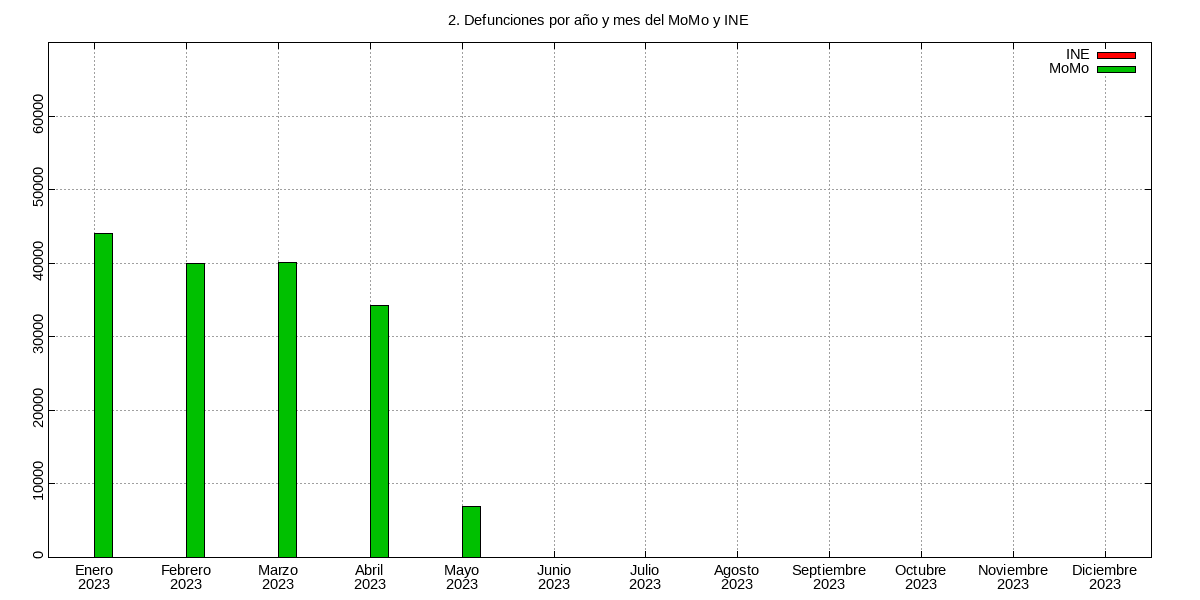 2. Defunciones por año y mes del MoMo y INE
INE
MoMo
60000
50000
40000
30000
20000
10000
0
Enero Febrero Marzo Abril Mayo Junio Julio Agosto Septiembre Octubre Noviembre Diciembre
2023 2023 2023 2023 2023 2023 2023 2023 2023 2023 2023 2023